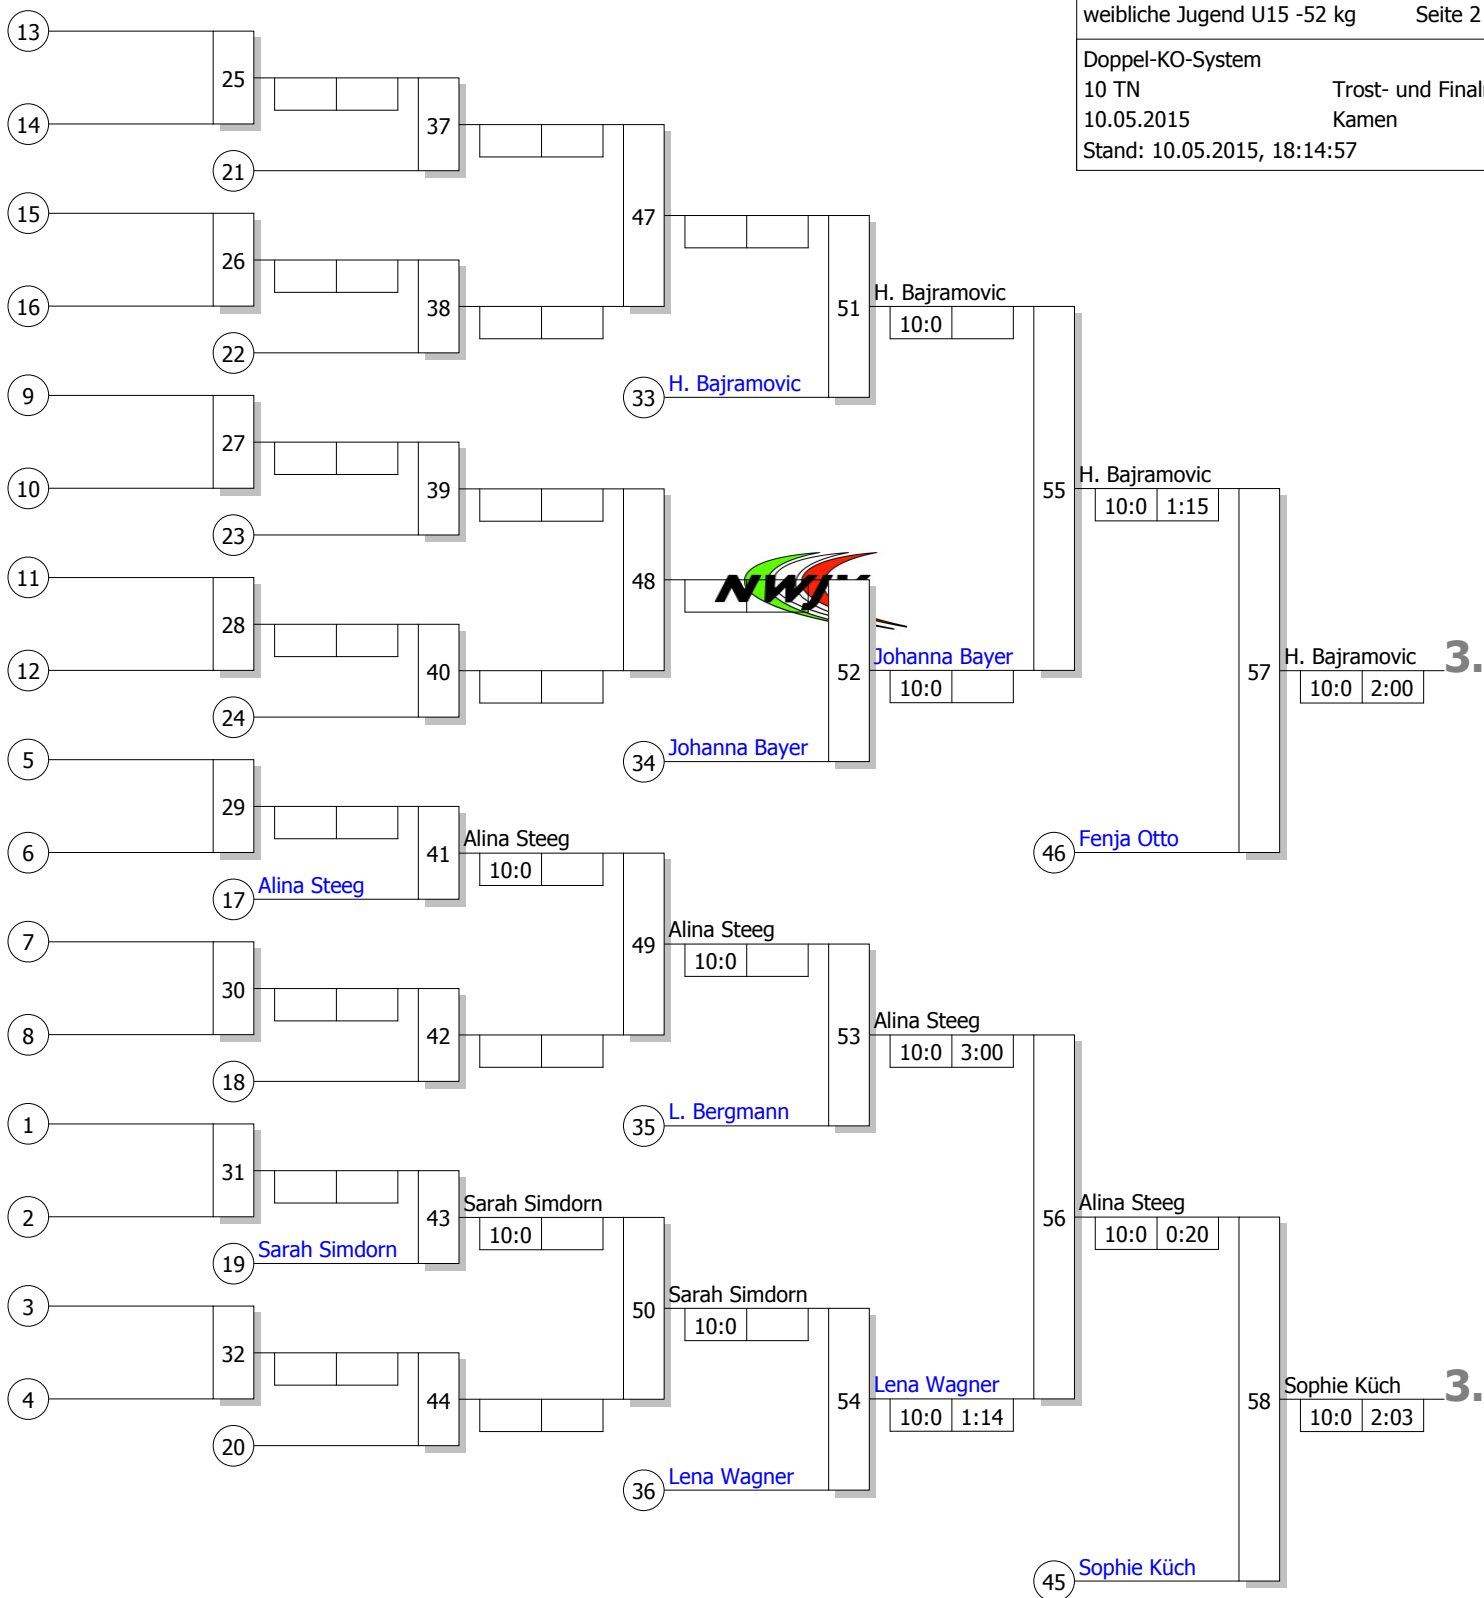 weibliche Jugend U15 -52 kg Seite 2
Doppel-KO-System
10 TN Trost- und Final
10.05.2015 Kamen
Stand: 10.05.2015, 18:14:57
13
25
14
37
21
15
47
26
16
38
22
51
H. Bajramovic
10:0
33
H. Bajramovic
9
27
10
39
23
55
H. Bajramovic
10:0 1:15
11
48
NWJV
28
12
40
24
52
Johanna Bayer
10:0
34
Johanna Bayer
57
H. Bajramovic
10:0 2:00
3.
5
29
6
41
Alina Steeg
10:0
17
Alina Steeg
46
Fenja Otto
7
49
Alina Steeg
10:0
30
8
42
18
53
Alina Steeg
10:0 3:00
35
L. Bergmann
1
31
2
43
Sarah Simdorn
10:0
19
Sarah Simdorn
56
Alina Steeg
10:0 0:20
3
50
Sarah Simdorn
10:0
32
4
44
20
54
Lena Wagner
10:0 1:14
36
Lena Wagner
58
Sophie Küch
10:0 2:03
3.
45
Sophie Küch